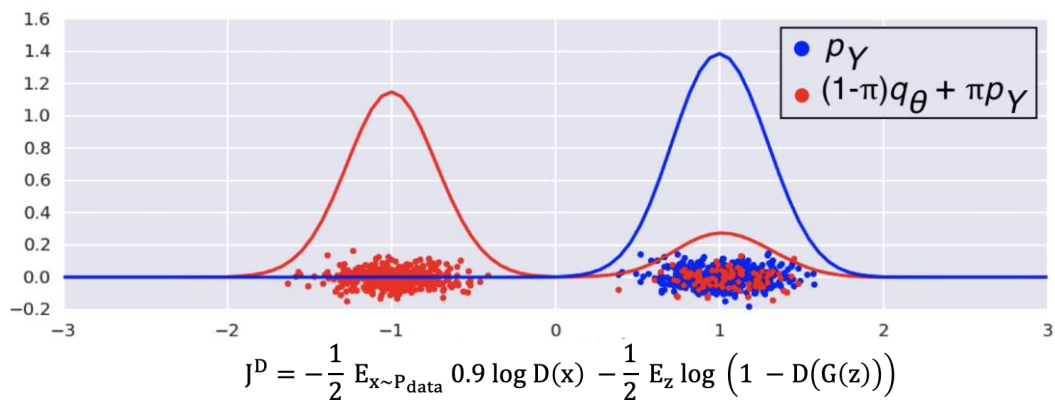 1.6
1.4
1.2
1.0
0.8
0.6
0.4
0.2
0.0
−0.2
p_Y
(1-π)q_θ + πp_Y
−3 −2 −1 0 1 2 3
J^D = −1/2 E_{x~P_data} 0.9 log D(x) −1/2 E_z log (1 − D(G(z)))